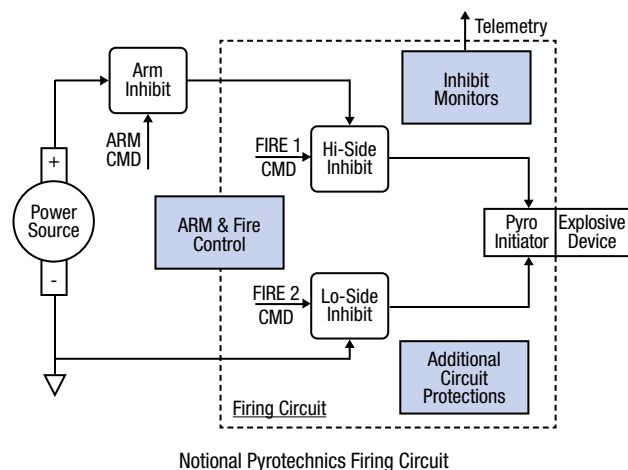 Telemetry
Arm
Inhibit
Inhibit
Monitors
ARM
CMD
FIRE 1
CMD
Hi-Side
Inhibit
+
Power
Source
-
ARM & Fire
Control
Pyro
Initiator
Explosive
Device
FIRE 2
CMD
Lo-Side
Inhibit
Additional
Circuit
Protections
Firing Circuit
Notional Pyrotechnics Firing Circuit